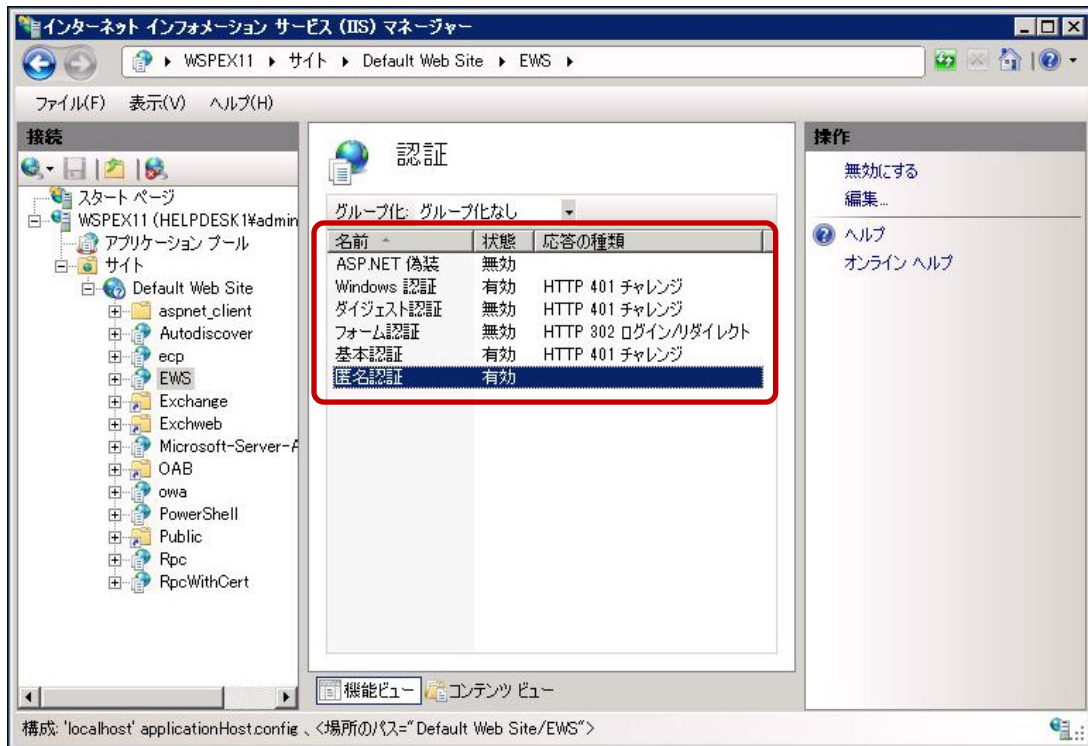 インターネット インフォメーション サービス (IIS) マネージャー
WSPEX11 サイト Default Web Site EWS
ファイル(F) 表示(V) ヘルプ(H)
接続
スタート ページ
WSPEX11 (HELPDESK1¥admin
アプリケーション プール
サイト
Default Web Site
aspnet_client
Autodiscover
ecp
EWS
Exchange
Exchweb
Microsoft-Server-A
OAB
owa
PowerShell
Public
Rpc
RpcWithCert
認証
グループ化: グループ化なし
名前 状態 応答の種類
ASP.NET 偽装 無効
Windows 認証 有効 HTTP 401 チャレンジ
ダイジェスト認証 無効 HTTP 401 チャレンジ
フォーム認証 無効 HTTP 302 ログイン/リダイレクト
基本認証 有効 HTTP 401 チャレンジ
匿名認証 有効
機能ビュー コンテンツ ビュー
操作
無効にする
編集...
ヘルプ
オンライン ヘルプ
構成: 'localhost' applicationHost.config 、<場所のパス="Default Web Site/EWS">